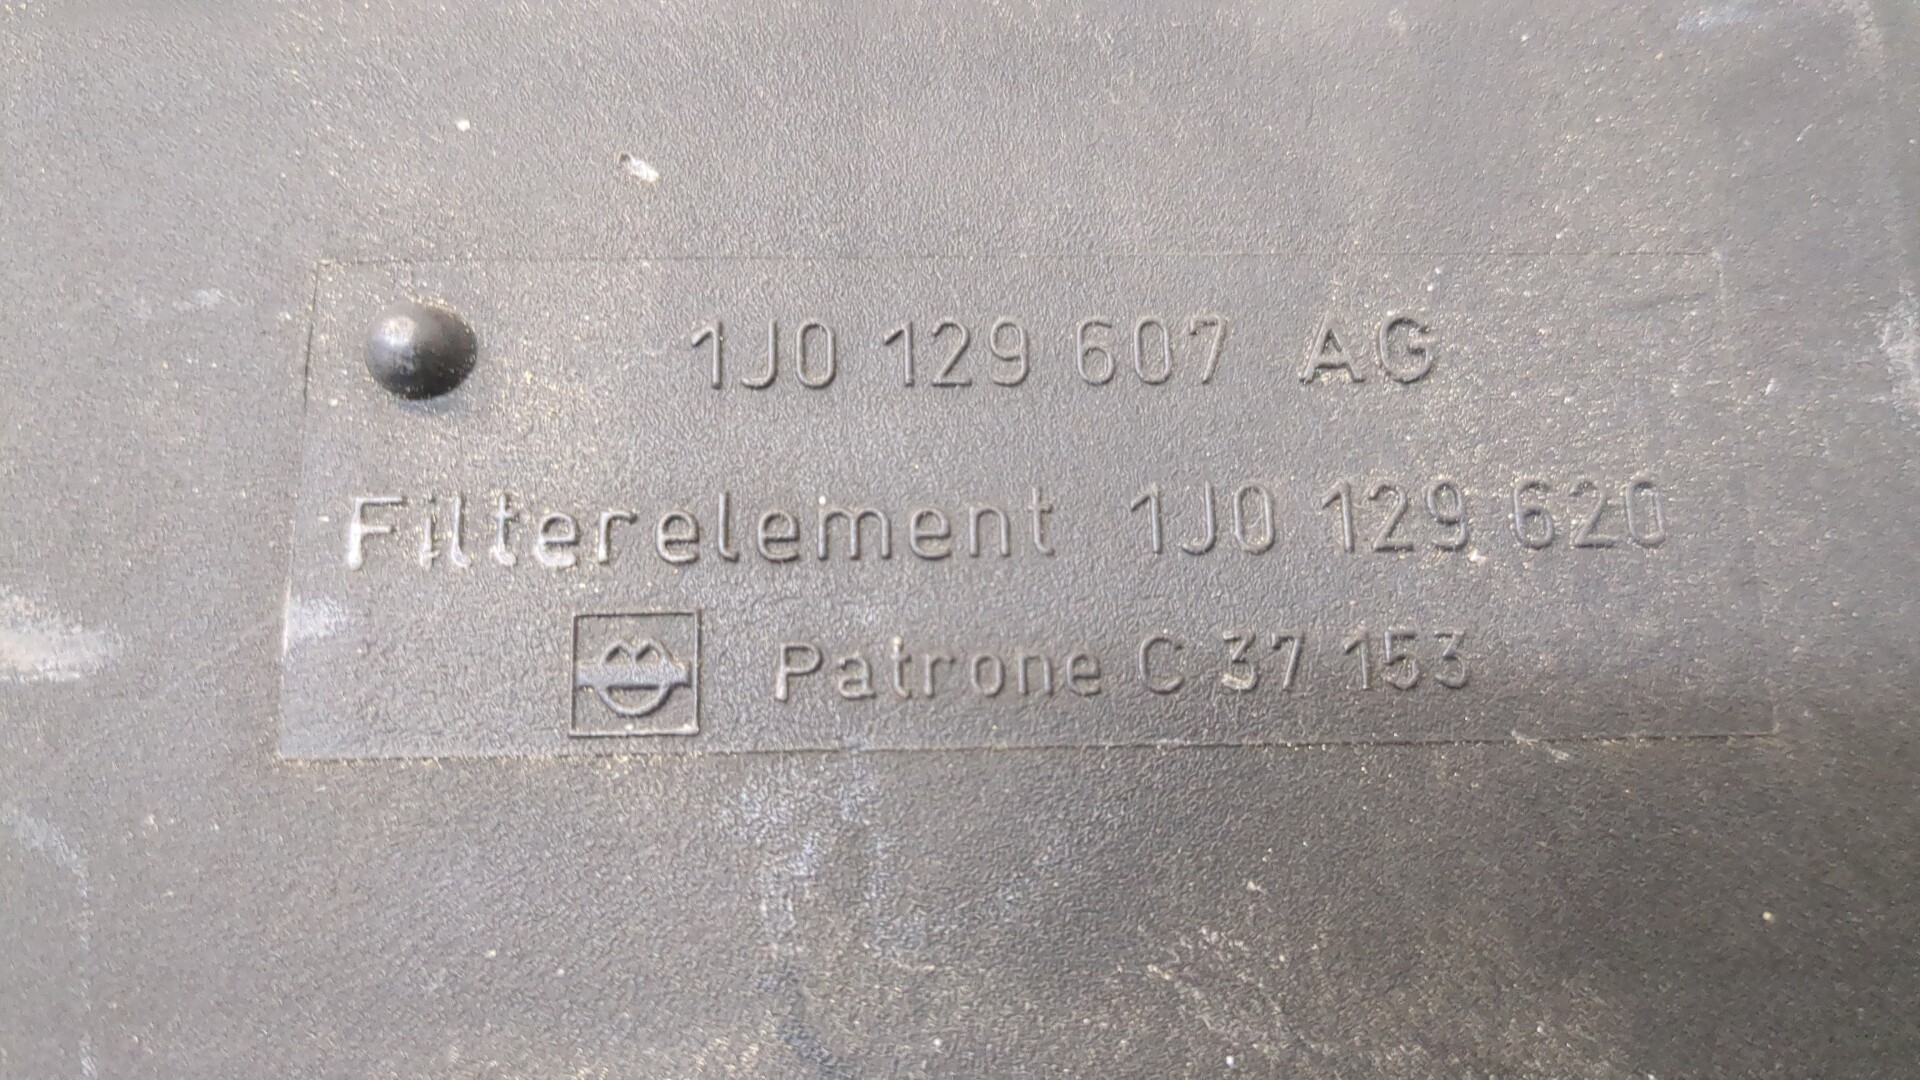 1J0 129 607 AG
Filterelement 1J0 129 620
Patrone C 37 153